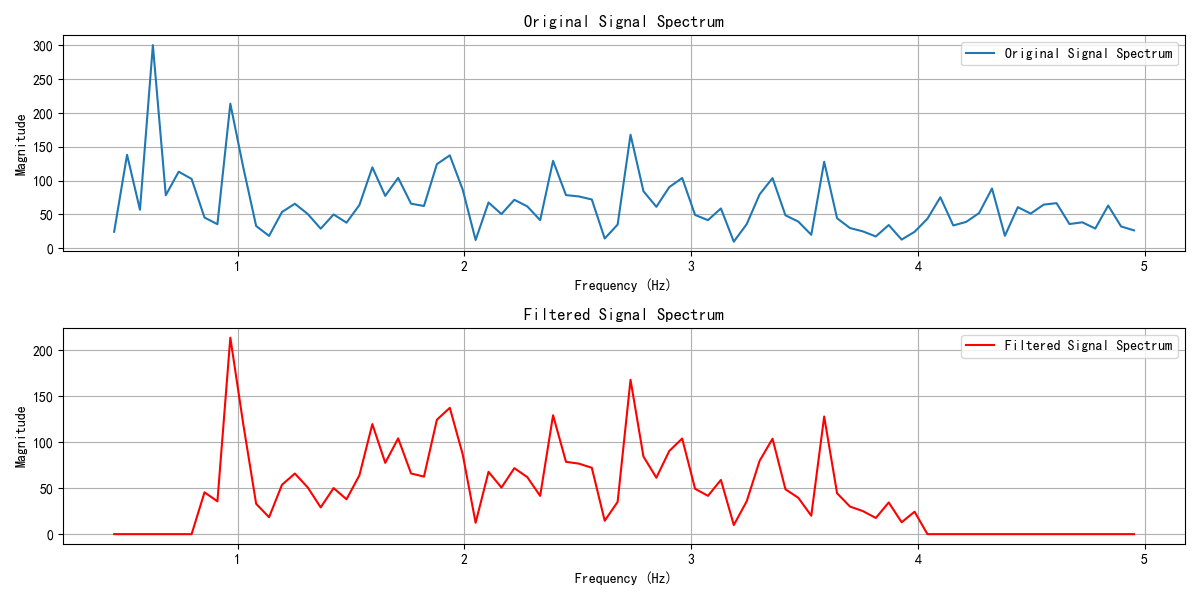 Original Signal Spectrum
300
250
200
150
100
50
0
Magnitude
Original Signal Spectrum
1 2 3 4 5
Frequency (Hz)
Filtered Signal Spectrum
200
150
100
50
0
Magnitude
Filtered Signal Spectrum
1 2 3 4 5
Frequency (Hz)